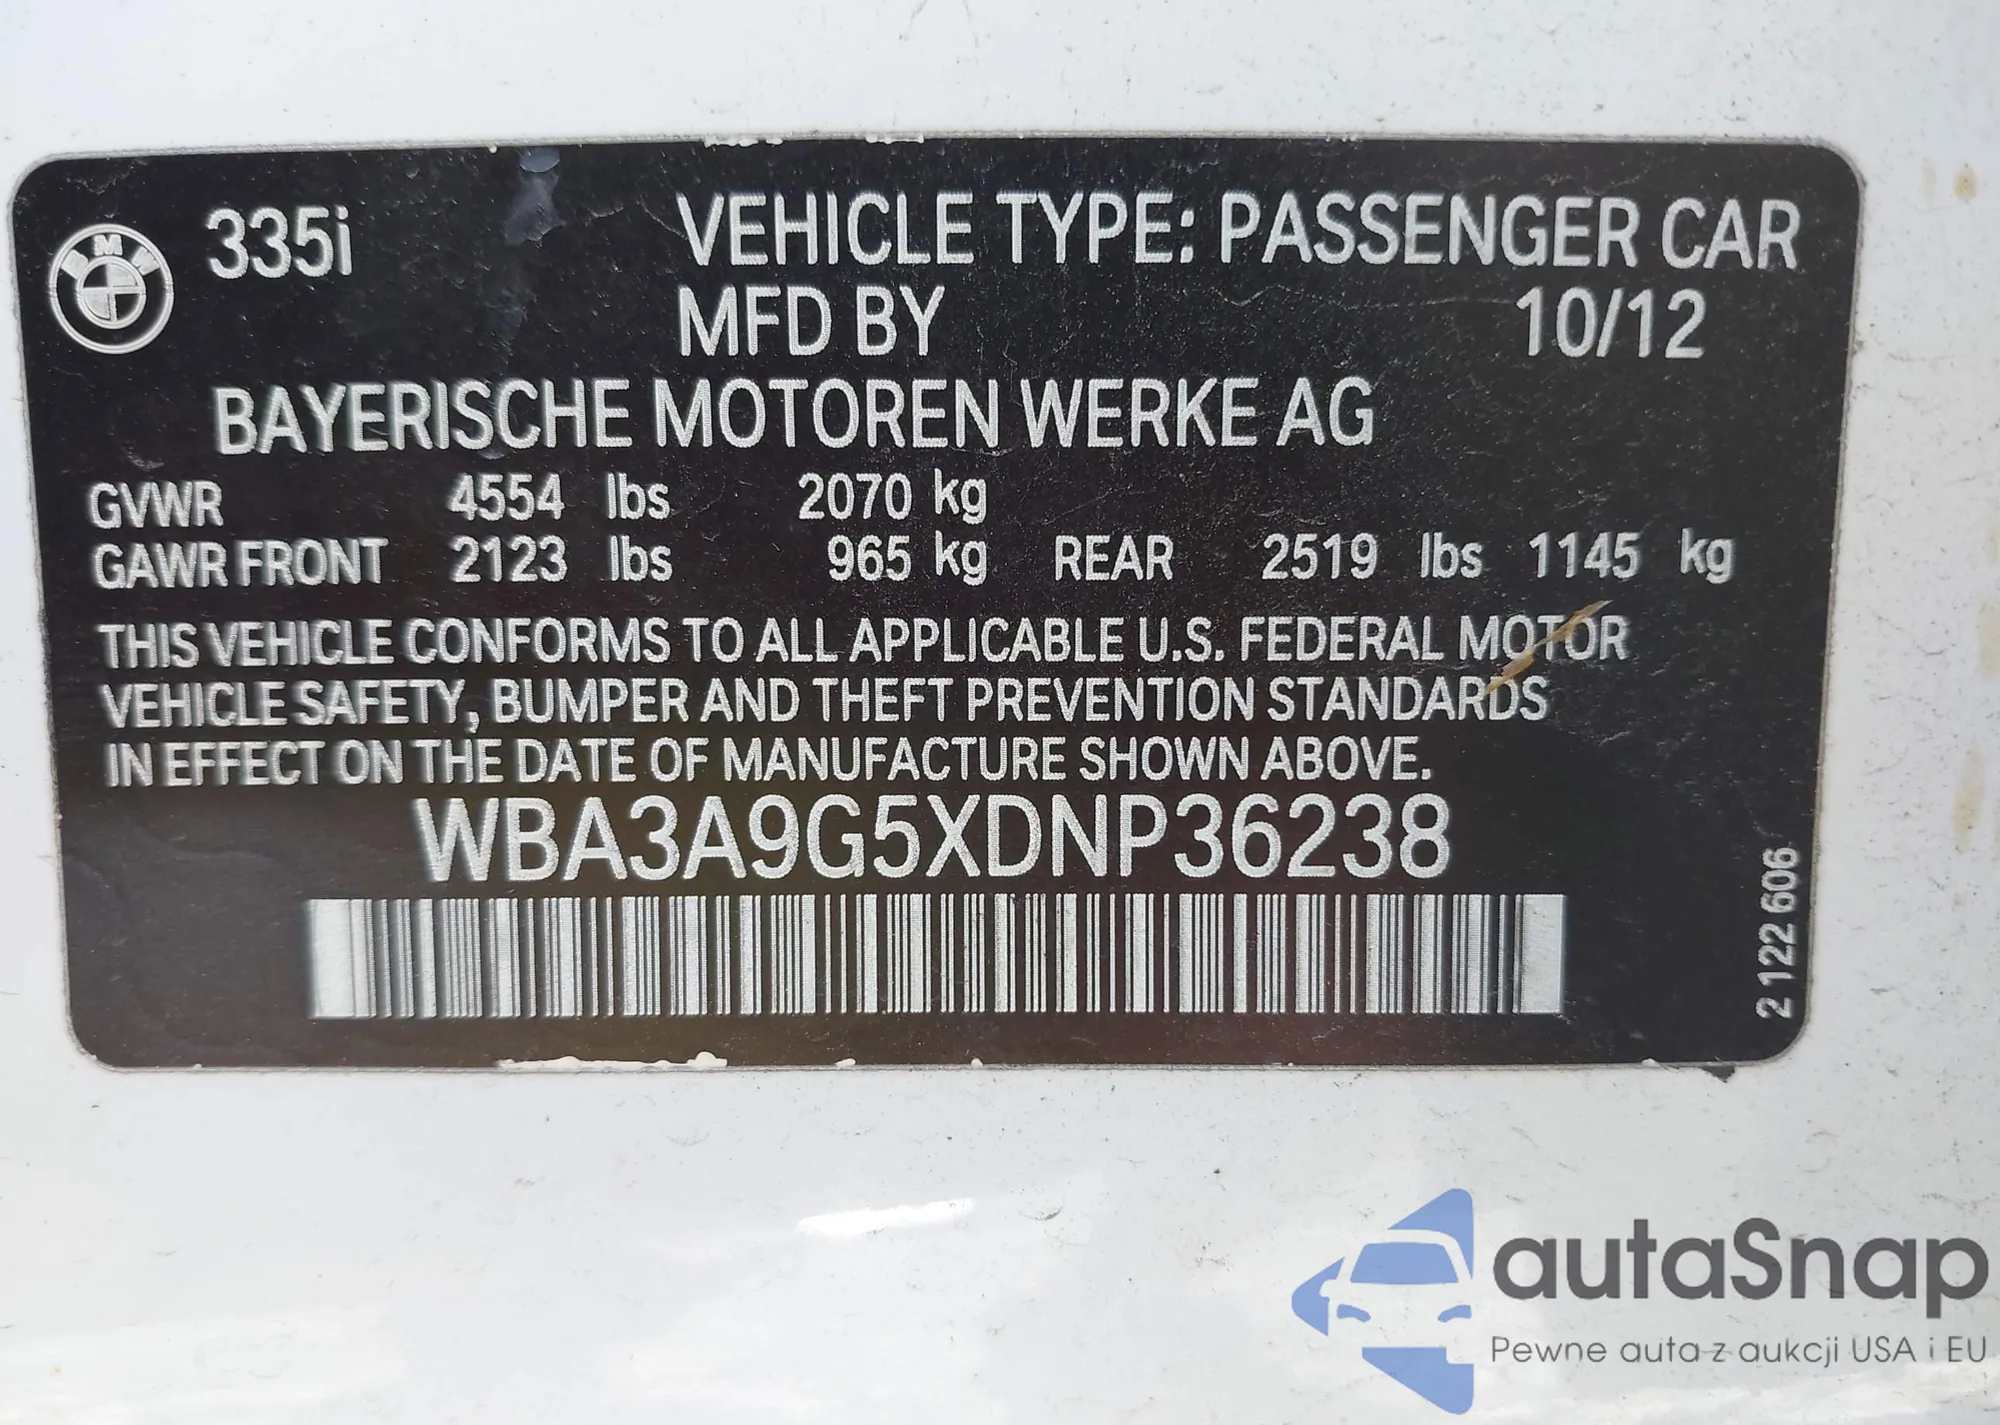 335i VEHICLE TYPE: PASSENGER CAR
BMW MFD BY 10/12
BAYERISCHE MOTOREN WERKE AG
GVWR 4554 lbs 2070 kg
GAWR FRONT 2123 lbs 965 kg REAR 2519 lbs 1145 kg
THIS VEHICLE CONFORMS TO ALL APPLICABLE U.S. FEDERAL MOTOR
VEHICLE SAFETY, BUMPER AND THEFT PREVENTION STANDARDS
IN EFFECT ON THE DATE OF MANUFACTURE SHOWN ABOVE.
WBA3A9G5XDNP36238
2 122 606
autaSnap
Pewne auta z aukcji USA i EU